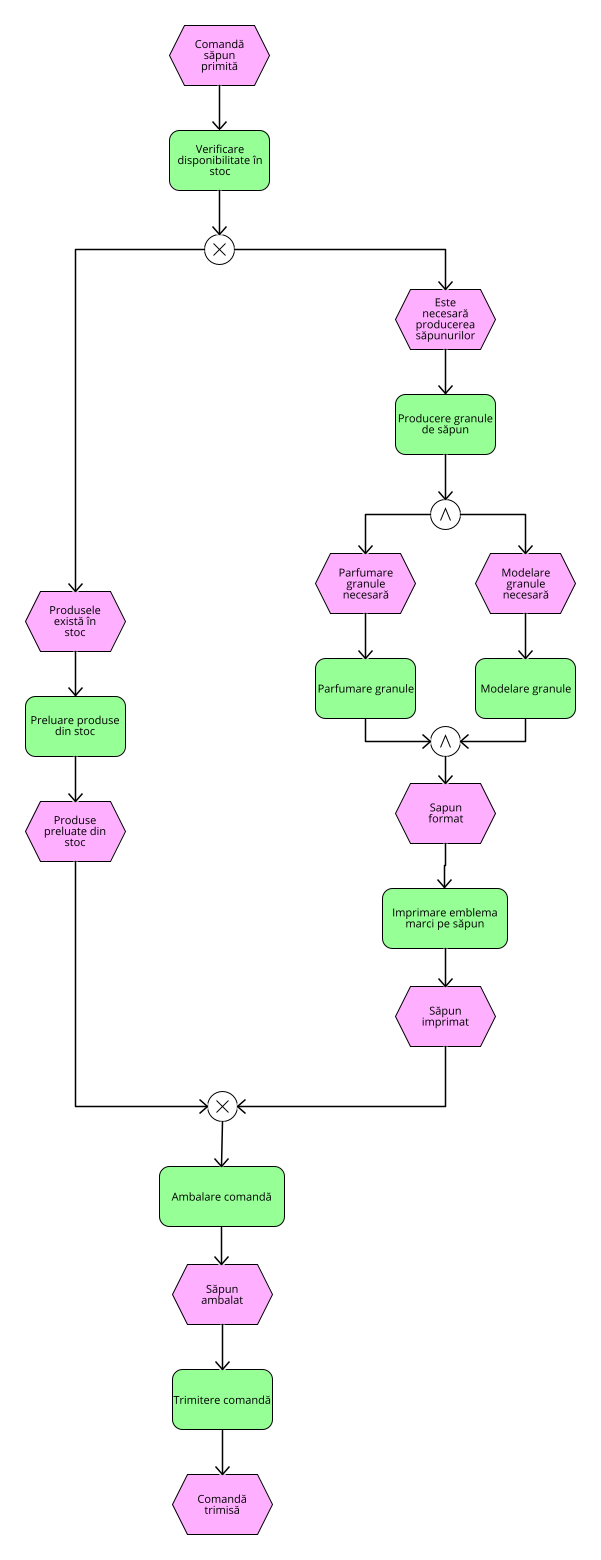 Comandă
săpun
primită
Verificare
disponibilitate în
stoc
Este
necesară
producerea
săpunurilor
Producere granule
de săpun
Parfumare
granule
necesară
Modelare
granule
necesară
Parfumare granule
Modelare granule
Produsele
există în
stoc
Preluare produse
din stoc
Produse
preluate din
stoc
Sapun
format
Imprimare emblema
marci pe săpun
Săpun
imprimat
Ambalare comandă
Săpun
ambalat
Trimitere comandă
Comandă
trimisă